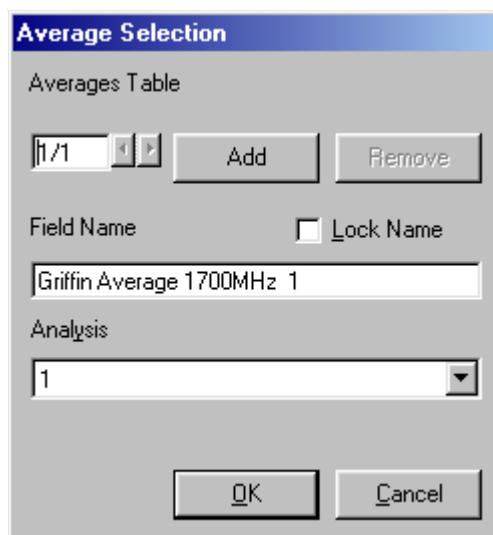 Average Selection
Averages Table
1/1
Add
Remove
Field Name
Lock Name
Griffin Average 1700MHz  1
Analysis
1
OK
Cancel